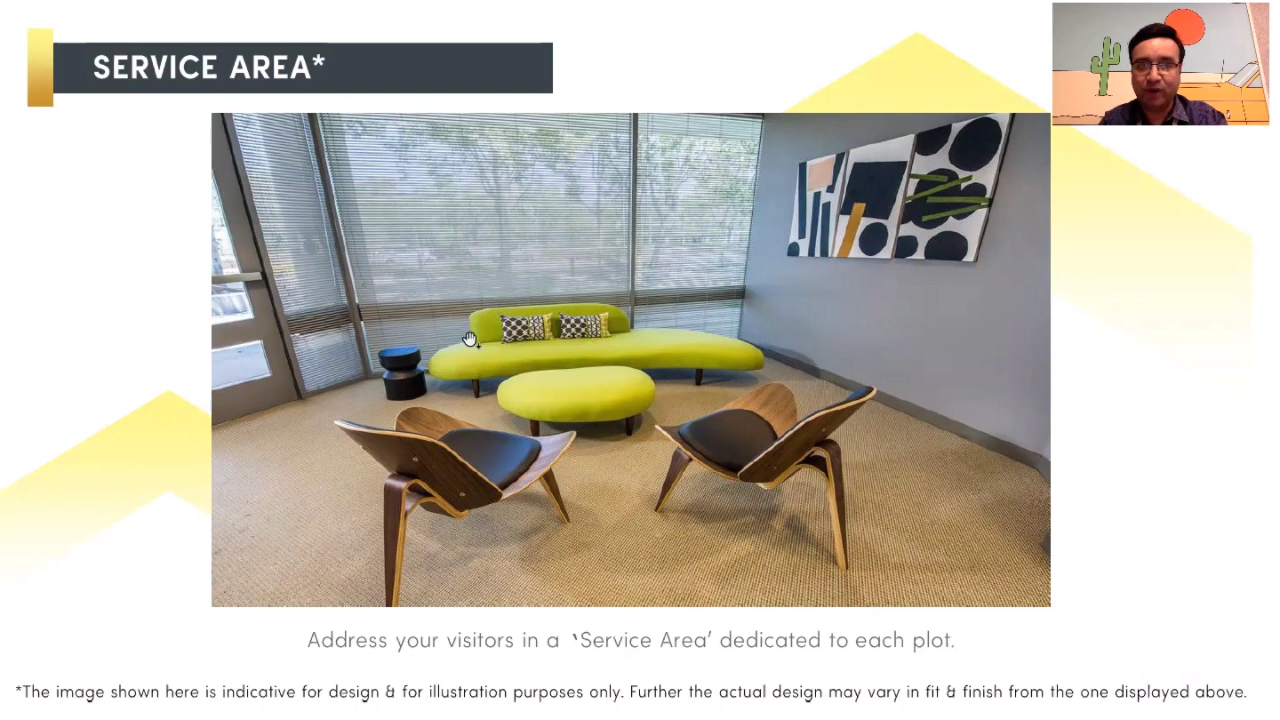 SERVICE AREA*
Address your visitors in a ‵Service Area′ dedicated to each plot.
*The image shown here is indicative for design & for illustration purposes only. Further the actual design may vary in fit & finish from the one displayed above.